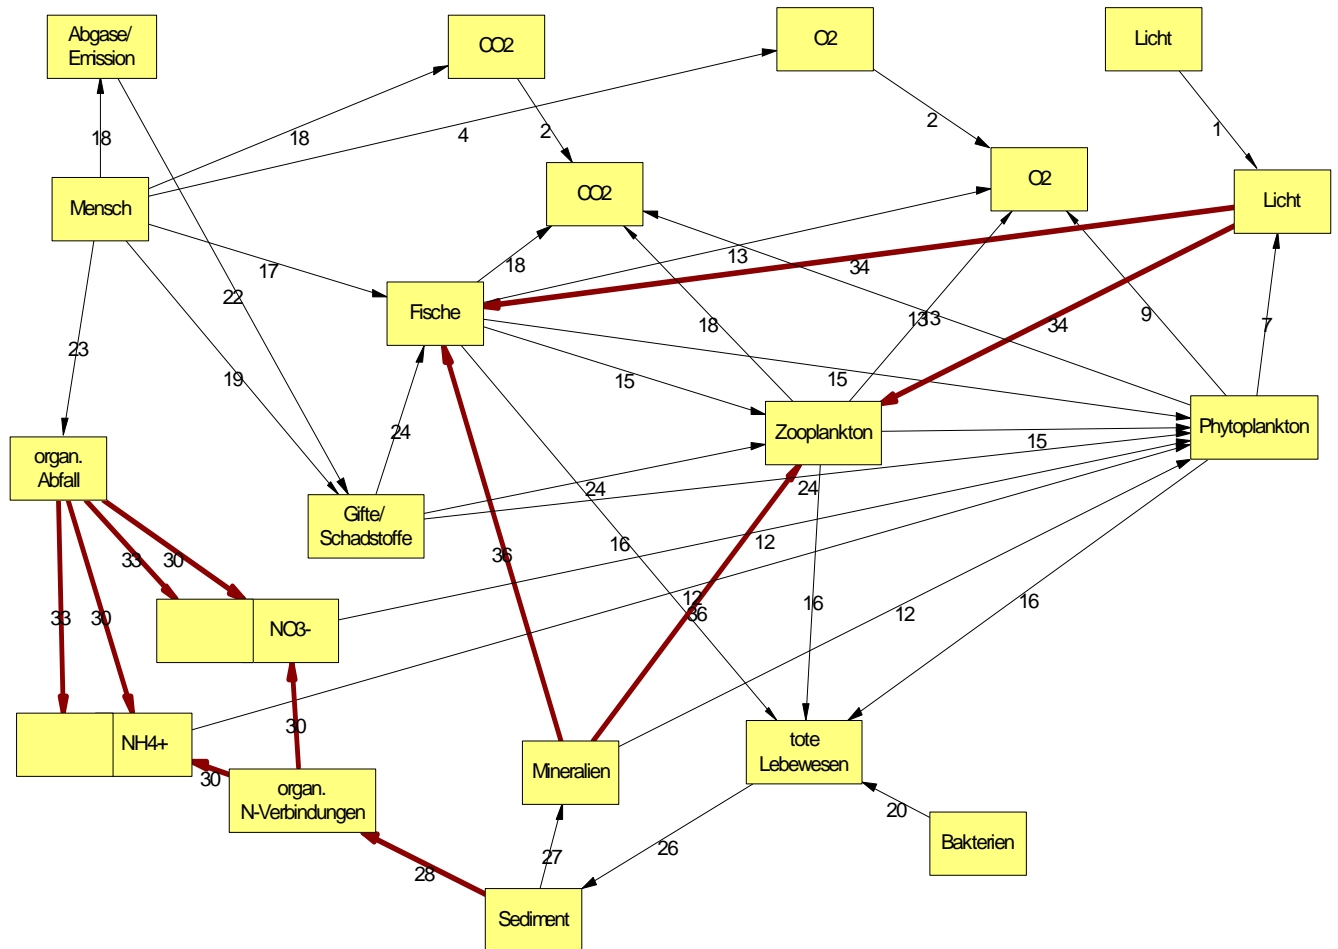 Abgase/
Emission
CO2
O2
Licht
18
18
4
2
2
1
Mensch
CO2
O2
Licht
17
18
13
34
22
Fische
18
13
13
34
9
7
23
19
15
15
24
organ.
Abfall
Zooplankton
15
Phytoplankton
24
24
Gifte/
Schadstoffe
33
30
36
16
12
33
30
NO3-
12
36
16
12
16
30
NH4+
30
organ.
N-Verbindungen
Mineralien
tote
Lebewesen
20
Bakterien
28
27
26
Sediment